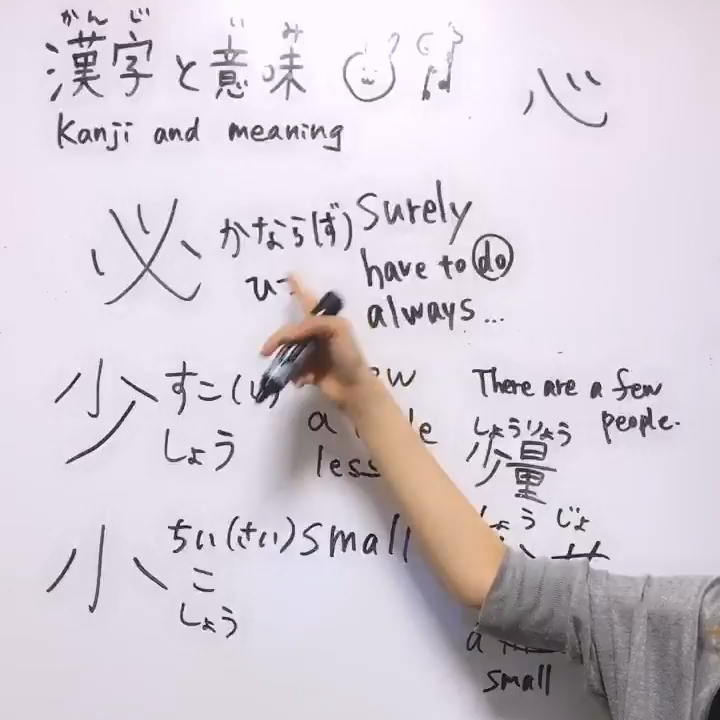 かんじ い み
漢字と意味
Kanji and meaning
心
必 かなら(ず) Surely
have to do
always...
少 すこ(し)
しょう
less
There are a few
people.
しょうりょう
少量
小 ちい(さい) small
こ
しょう
しょうじょ
a
small